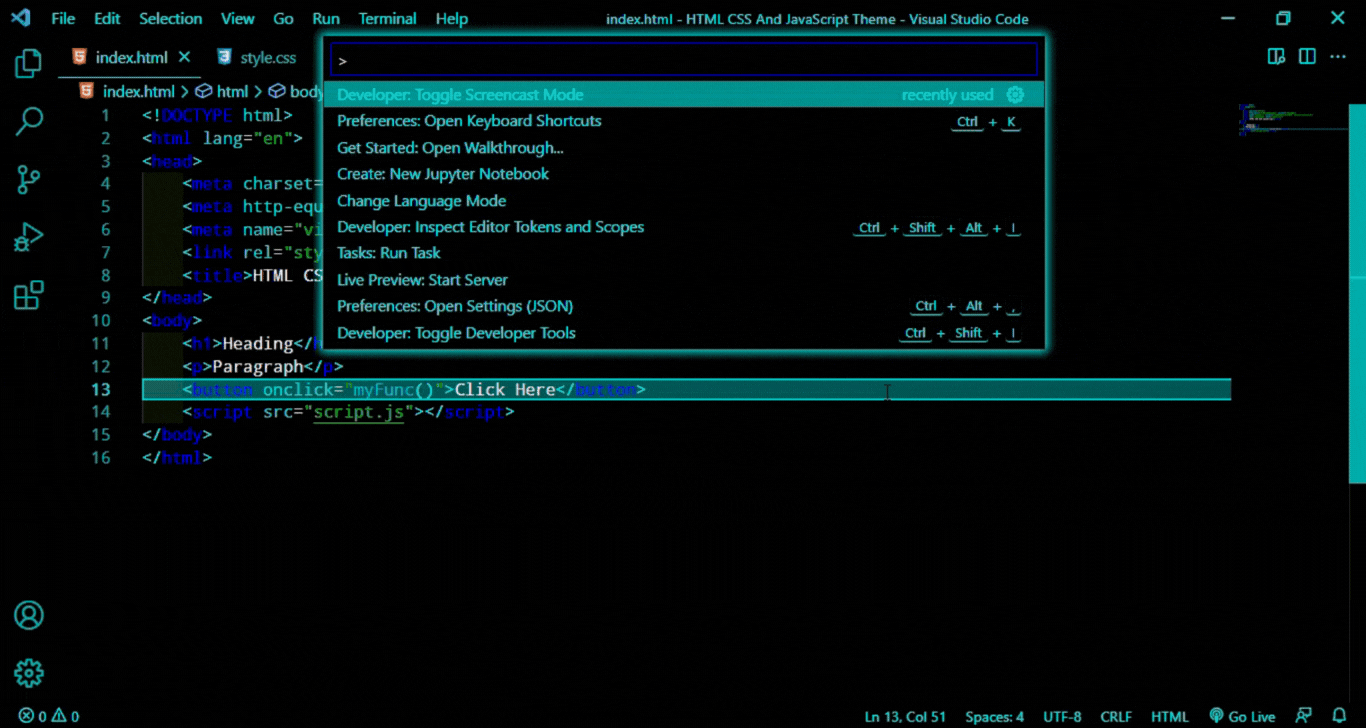 File Edit Selection View Go Run Terminal Help index.html - HTML CSS And JavaScript Theme - Visual Studio Code
index.html style.css
index.html > html > body
>
Developer: Toggle Screencast Mode recently used
Preferences: Open Keyboard Shortcuts Ctrl + K
Get Started: Open Walkthrough...
Create: New Jupyter Notebook
Change Language Mode
Developer: Inspect Editor Tokens and Scopes Ctrl + Shift + Alt + I
Tasks: Run Task
Live Preview: Start Server
Preferences: Open Settings (JSON) Ctrl + Alt + ,
Developer: Toggle Developer Tools Ctrl + Shift + I
1 <!DOCTYPE html>
2 <html lang="en">
3 <head>
4 <meta charset=
5 <meta http-equ
6 <meta name="vi
7 <link rel="sty
8 <title>HTML CS
9 </head>
10 <body>
11 <h1>Heading</h
12 <p>Paragraph</p>
13 <button onclick="myFunc()">Click Here</button>
14 <script src="script.js"></script>
15 </body>
16 </html>
0 0 Ln 13, Col 51 Spaces: 4 UTF-8 CRLF HTML Go Live